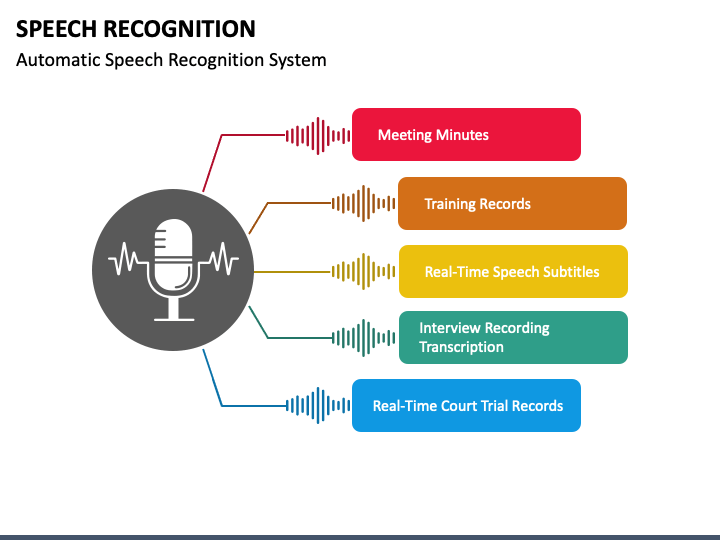 SPEECH RECOGNITION
Automatic Speech Recognition System
Meeting Minutes
Training Records
Real-Time Speech Subtitles
Interview Recording
Transcription
Real-Time Court Trial Records